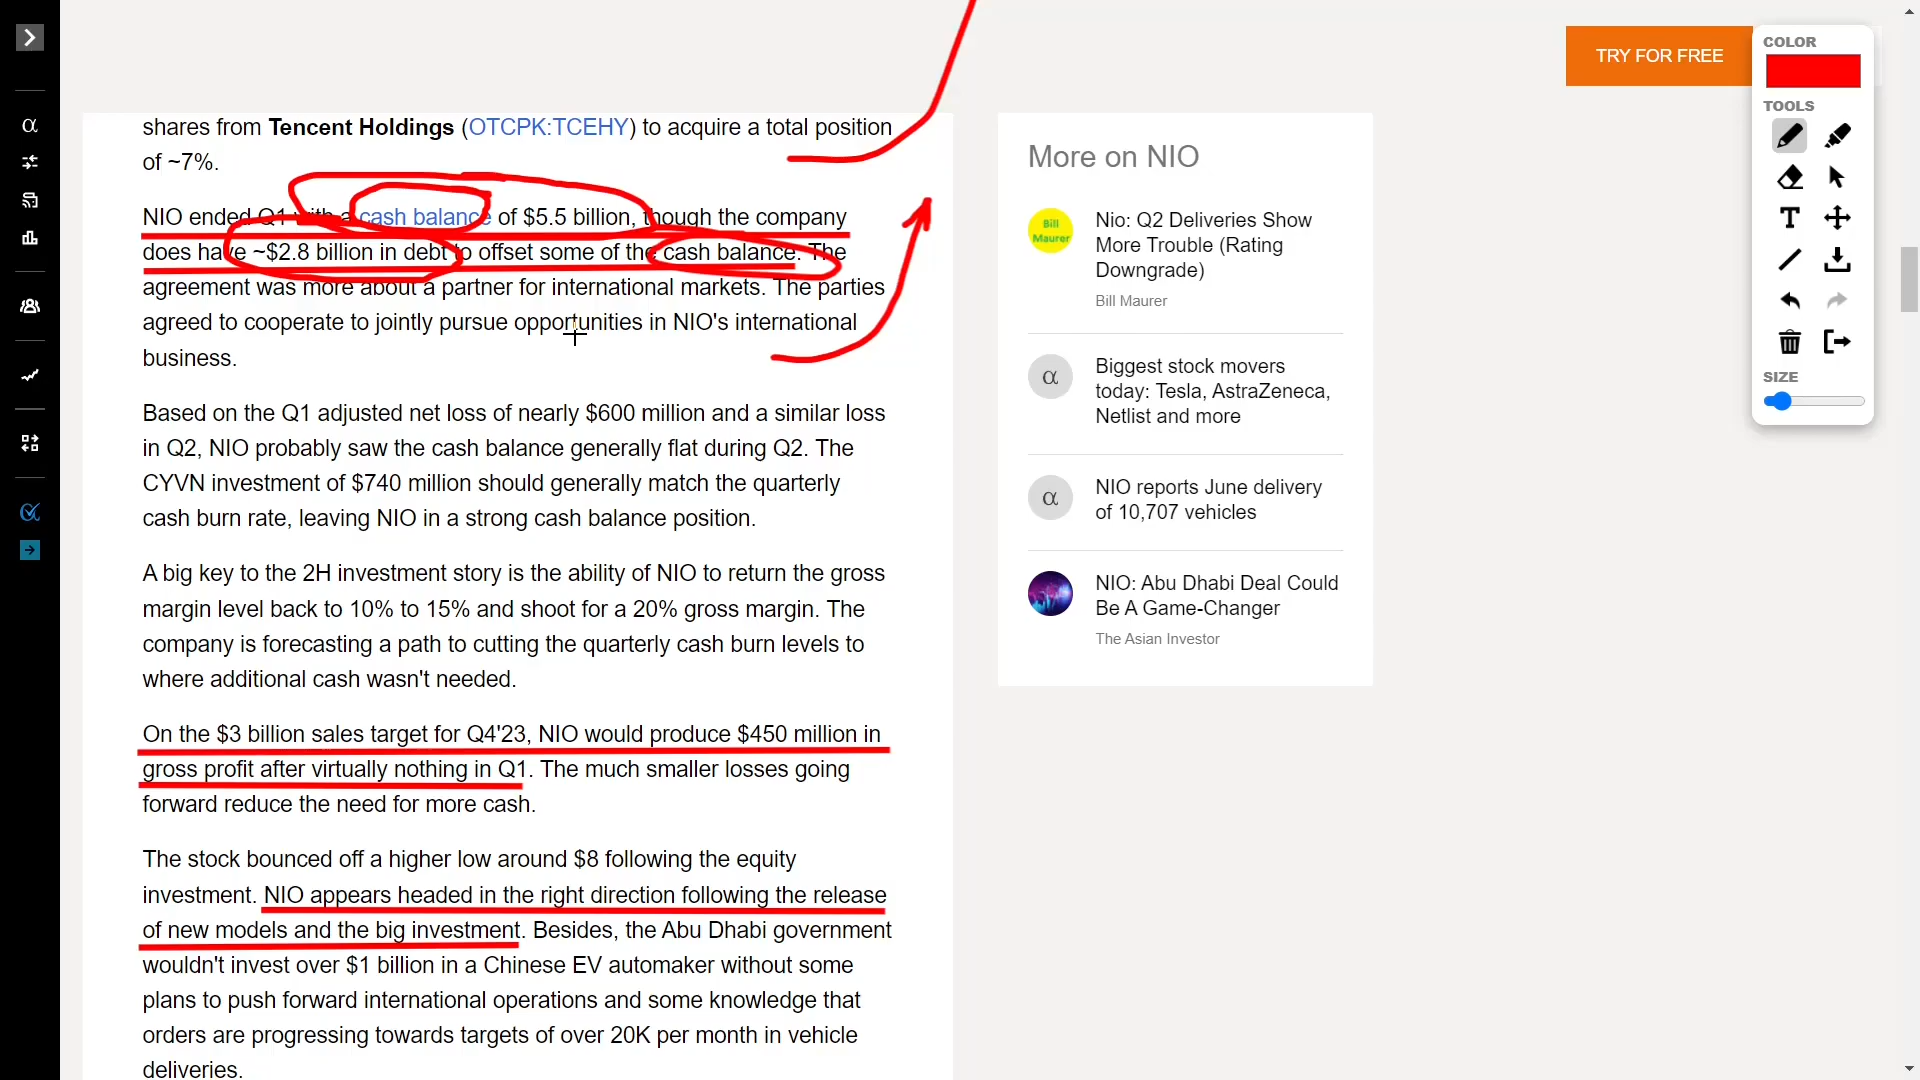 TRY FOR FREE
COLOR
TOOLS
SIZE
shares from Tencent Holdings (OTCPK:TCEHY) to acquire a total position
of ~7%.
NIO ended Q1 with a cash balance of $5.5 billion, though the company
does have ~$2.8 billion in debt to offset some of the cash balance. The
agreement was more about a partner for international markets. The parties
agreed to cooperate to jointly pursue opportunities in NIO's international
business.
Based on the Q1 adjusted net loss of nearly $600 million and a similar loss
in Q2, NIO probably saw the cash balance generally flat during Q2. The
CYVN investment of $740 million should generally match the quarterly
cash burn rate, leaving NIO in a strong cash balance position.
A big key to the 2H investment story is the ability of NIO to return the gross
margin level back to 10% to 15% and shoot for a 20% gross margin. The
company is forecasting a path to cutting the quarterly cash burn levels to
where additional cash wasn't needed.
On the $3 billion sales target for Q4'23, NIO would produce $450 million in
gross profit after virtually nothing in Q1. The much smaller losses going
forward reduce the need for more cash.
The stock bounced off a higher low around $8 following the equity
investment. NIO appears headed in the right direction following the release
of new models and the big investment. Besides, the Abu Dhabi government
wouldn't invest over $1 billion in a Chinese EV automaker without some
plans to push forward international operations and some knowledge that
orders are progressing towards targets of over 20K per month in vehicle
deliveries.
More on NIO
Bill
Maurer
Nio: Q2 Deliveries Show
More Trouble (Rating
Downgrade)
Bill Maurer
α
Biggest stock movers
today: Tesla, AstraZeneca,
Netlist and more
α
NIO reports June delivery
of 10,707 vehicles
NIO: Abu Dhabi Deal Could
Be A Game-Changer
The Asian Investor